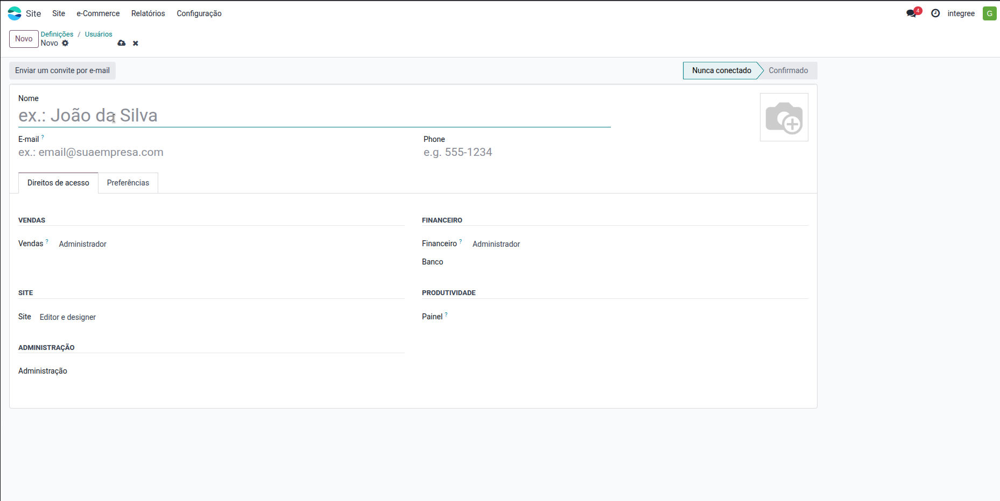 Site Site e-Commerce Relatórios Configuração 4 integree G
Novo Definições / Usuários
Novo
Enviar um convite por e-mail Nunca conectado Confirmado
Nome
ex.: João da Silva
E-mail ? Phone
ex.: email@suaempresa.com e.g. 555-1234
Direitos de acesso Preferências
VENDAS FINANCEIRO
Vendas ? Administrador Financeiro ? Administrador
Banco
SITE PRODUTIVIDADE
Site Editor e designer Painel ?
ADMINISTRAÇÃO
Administração